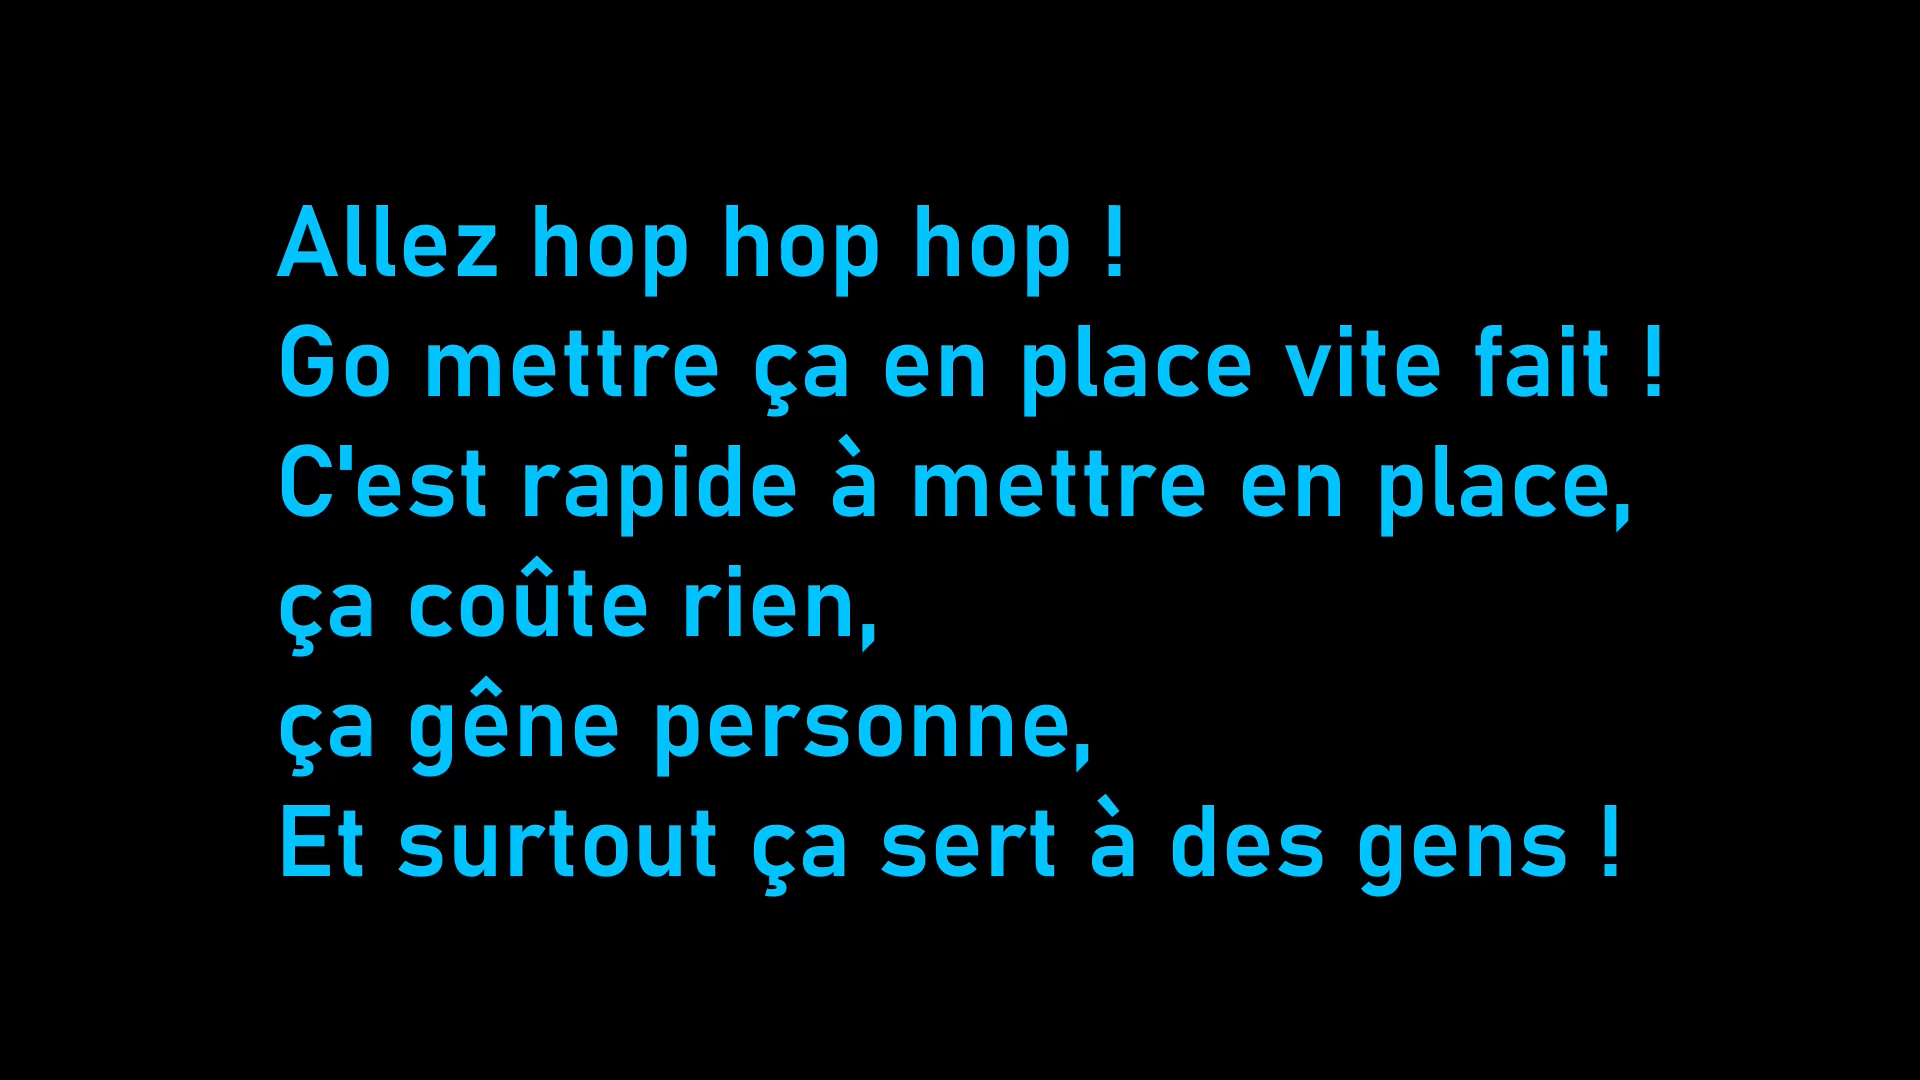 Allez hop hop hop !
Go mettre ça en place vite fait !
C'est rapide à mettre en place,
ça coûte rien,
ça gêne personne,
Et surtout ça sert à des gens !